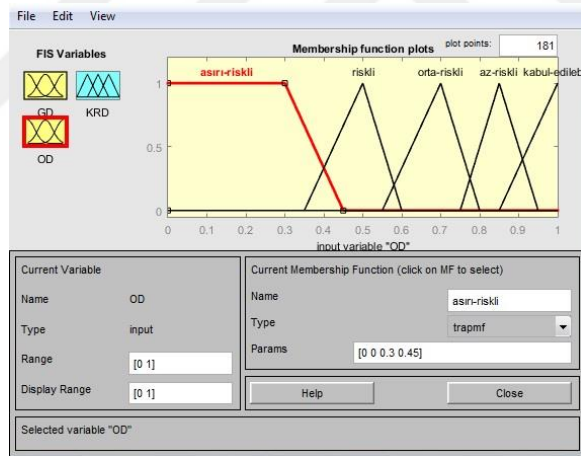 File Edit View
FIS Variables
GD KRD
OD
Membership function plots plot points: 181
asırı-riskli riskli orta-riskli az-riskli kabul-edileb
1
0.5
0
0 0.1 0.2 0.3 0.4 0.5 0.6 0.7 0.8 0.9 1
input variable "OD"
Current Variable
Name OD
Type input
Range [0 1]
Display Range [0 1]
Current Membership Function (click on MF to select)
Name asırı-riskli
Type trapmf
Params [0 0 0.3 0.45]
Help Close
Selected variable "OD"